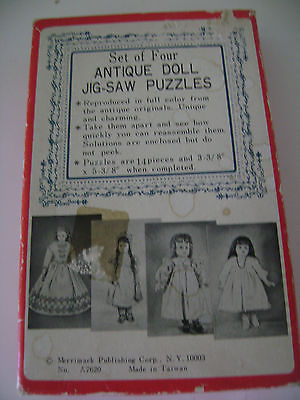 Set of Four
ANTIQUE DOLL
JIG-SAW PUZZLES
* Reproduced in full color from
the antique originals. Unique
and charming.
* Take them apart and see how
quickly you can reassemble them.
Solutions are enclosed but do
not peek.
* Puzzles are 14 pieces and 3-3/8"
x 5-3/8" when completed
© Merrimack Publishing Corp., N.Y. 10003
No. A7620 Made in Taiwan